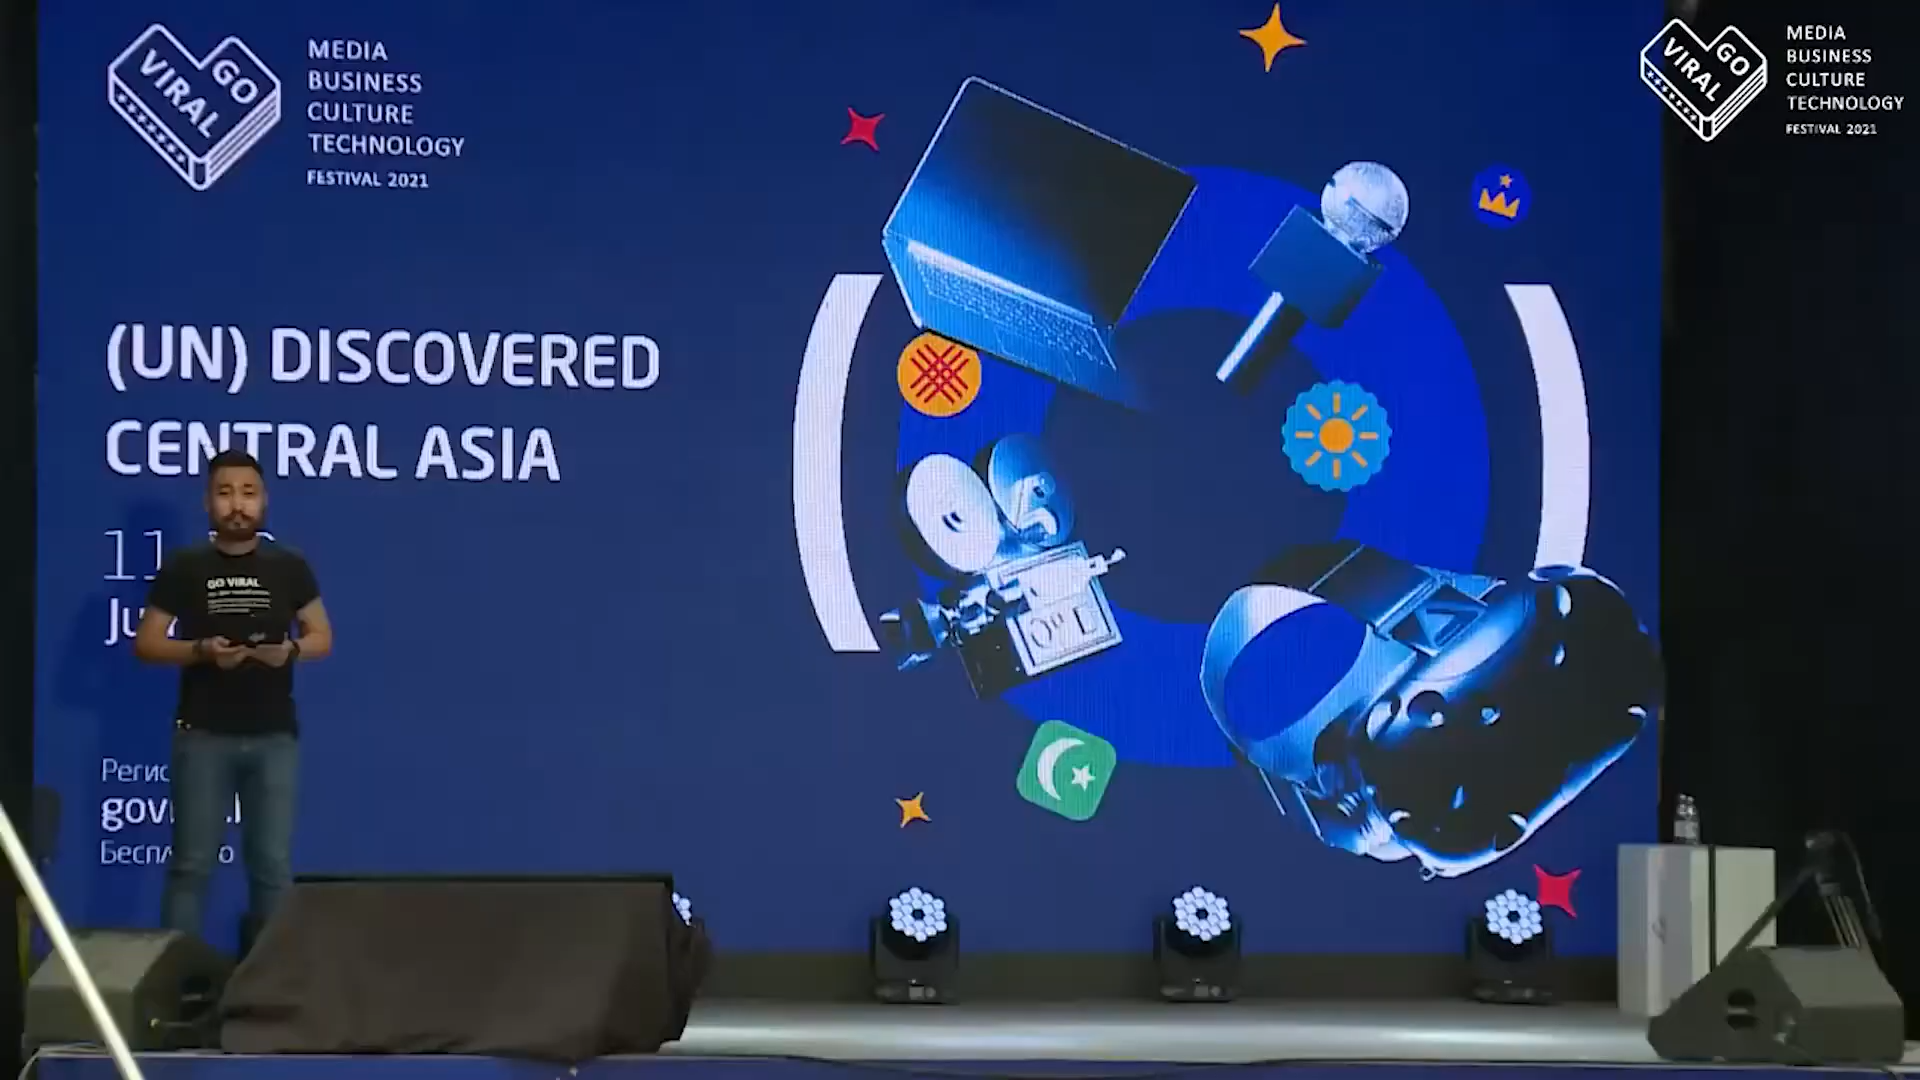 VIRAL GO
MEDIA
BUSINESS
CULTURE
TECHNOLOGY
FESTIVAL 2021
(UN) DISCOVERED
CENTRAL ASIA
11
GO VIRAL
VIRAL GO
MEDIA
BUSINESS
CULTURE
TECHNOLOGY
FESTIVAL 2021